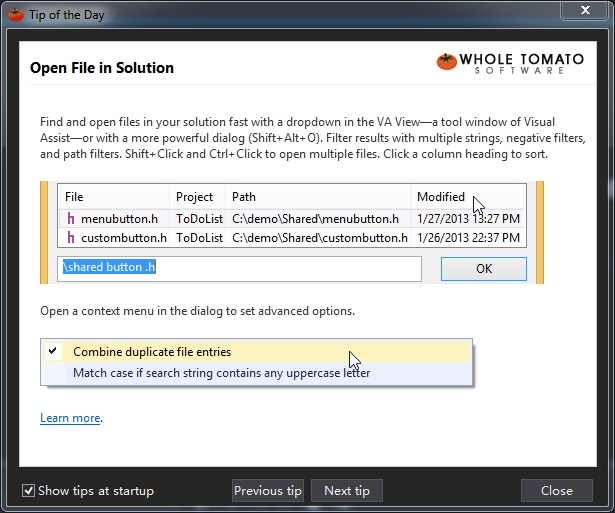 Tip of the Day
x
Open File in Solution
WHOLE TOMATO
SOFTWARE
Find and open files in your solution fast with a dropdown in the VA View—a tool window of Visual
Assist—or with a more powerful dialog (Shift+Alt+O). Filter results with multiple strings, negative filters,
and path filters. Shift+Click and Ctrl+Click to open multiple files. Click a column heading to sort.
File Project Path Modified
h menubutton.h ToDoList C:\demo\Shared\menubutton.h 1/27/2013 13:27 PM
h custombutton.h ToDoList C:\demo\Shared\custombutton.h 1/26/2013 22:37 PM
\shared button .h OK
Open a context menu in the dialog to set advanced options.
Combine duplicate file entries
Match case if search string contains any uppercase letter
Learn more.
Show tips at startup Previous tip Next tip Close